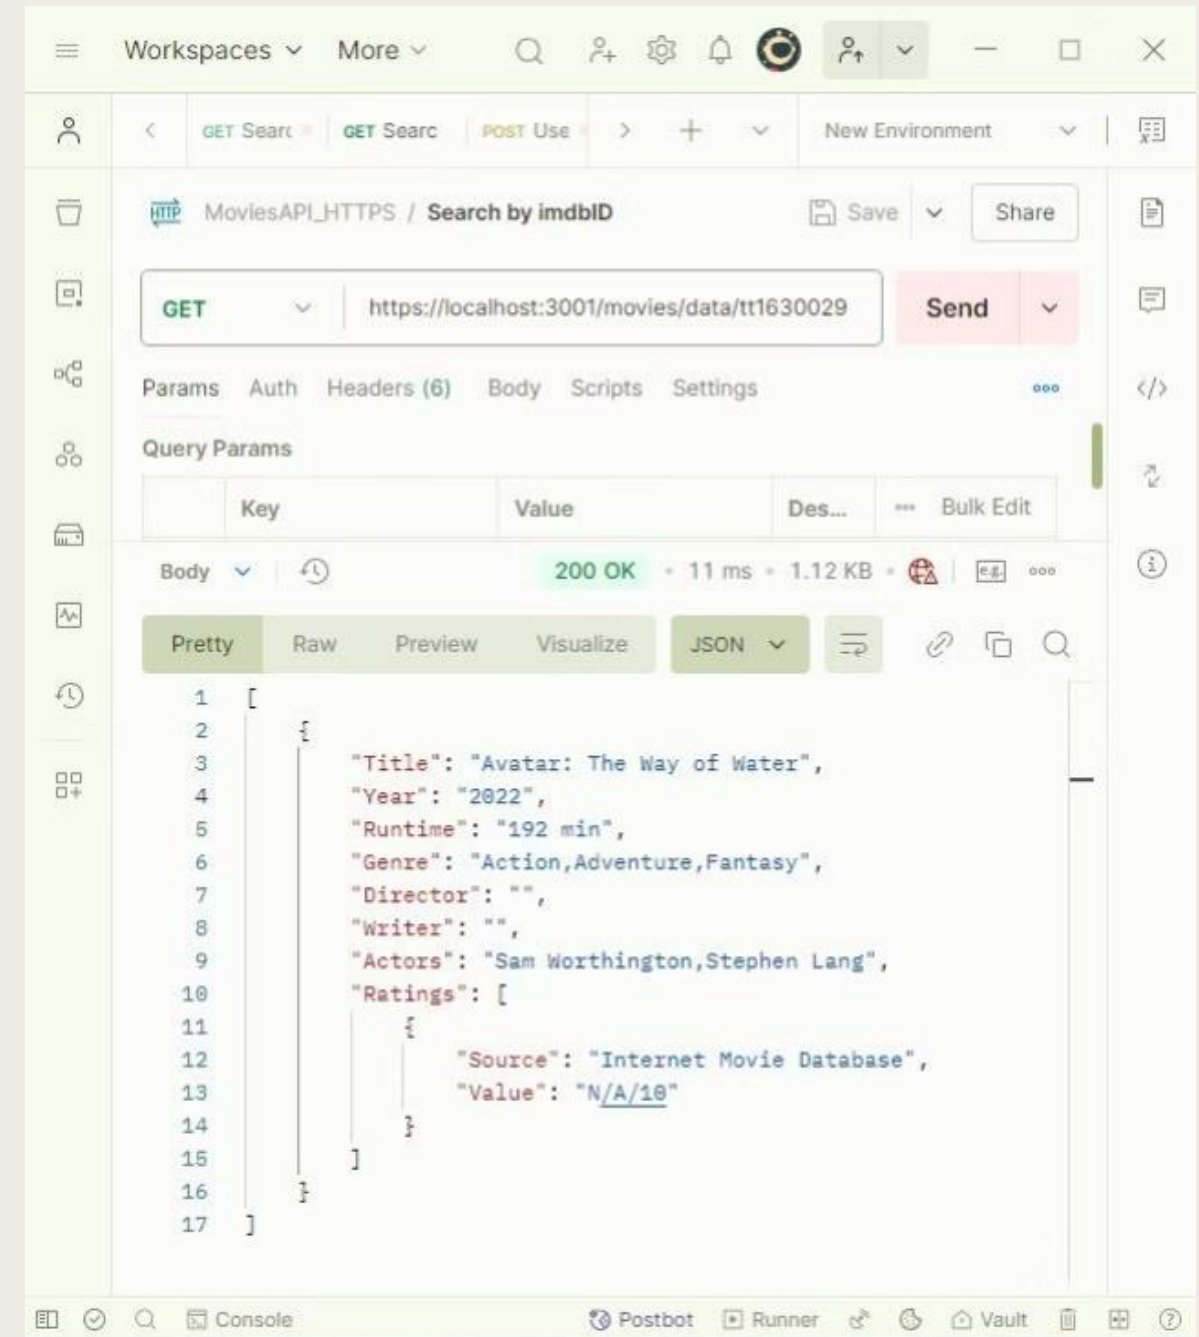 Workspaces More
GET Searc GET Searc POST Use New Environment
HTTP MoviesAPI_HTTPS / Search by imdbID Save Share
GET https://localhost:3001/movies/data/tt1630029 Send
Params Auth Headers (6) Body Scripts Settings
Query Params
Key Value Des... Bulk Edit
Body 200 OK • 11 ms • 1.12 KB • e.g.
Pretty Raw Preview Visualize JSON
1 [
2 {
3 "Title": "Avatar: The Way of Water",
4 "Year": "2022",
5 "Runtime": "192 min",
6 "Genre": "Action,Adventure,Fantasy",
7 "Director": "",
8 "Writer": "",
9 "Actors": "Sam Worthington,Stephen Lang",
10 "Ratings": [
11 {
12 "Source": "Internet Movie Database",
13 "Value": "N/A/10"
14 }
15 ]
16 }
17 ]
Console Postbot Runner Vault